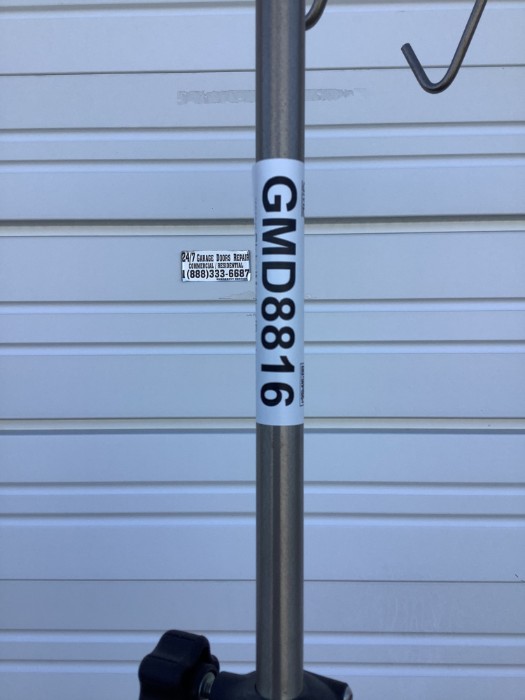 24/7 GARAGE DOORS REPAIR
COMMERCIAL | RESIDENTIAL
1(888)333-6687
GMD8816